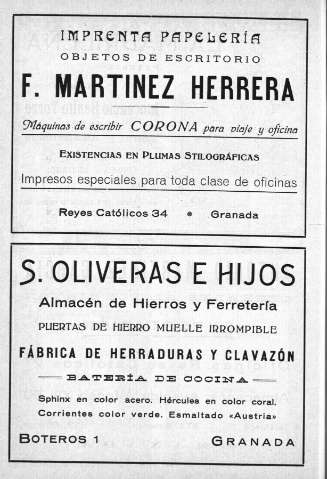 IMPRENTA PAPELERÍA
OBJETOS DE ESCRITORIO
F. MARTINEZ HERRERA
Máquinas de escribir CORONA para viaje y oficina
EXISTENCIAS EN PLUMAS STILOGRÁFICAS
Impresos especiales para toda clase de oficinas
Reyes Católicos 34 • Granada
S. OLIVERAS E HIJOS
Almacén de Hierros y Ferretería
PUERTAS DE HIERRO MUELLE IRROMPIBLE
FÁBRICA DE HERRADURAS Y CLAVAZÓN
BATERÍA DE COCINA
Sphinx en color acero. Hércules en color coral.
Corrientes color verde. Esmaltado «Austria»
BOTEROS 1 GRANADA